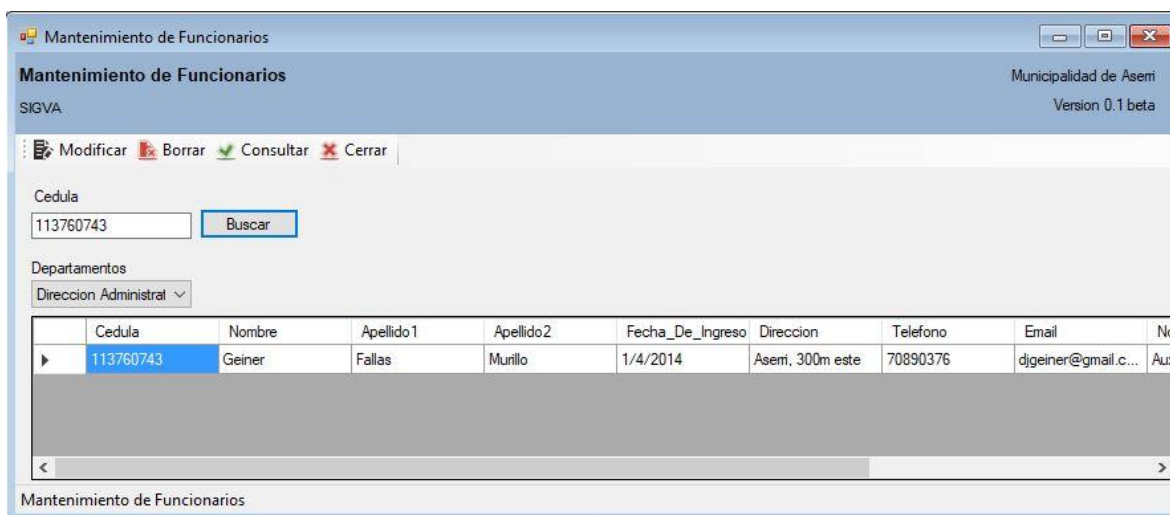 Mantenimiento de Funcionarios
Mantenimiento de Funcionarios Municipalidad de Aserri
SIGVA Version 0.1 beta
Modificar Borrar Consultar Cerrar
Cedula
113760743 Buscar
Departamentos
Direccion Administrat
Cedula Nombre Apellido1 Apellido2 Fecha_De_Ingreso Direccion Telefono Email No
113760743 Geiner Fallas Murillo 1/4/2014 Aserri, 300m este 70890376 djgeiner@gmail.c... Aux
Mantenimiento de Funcionarios